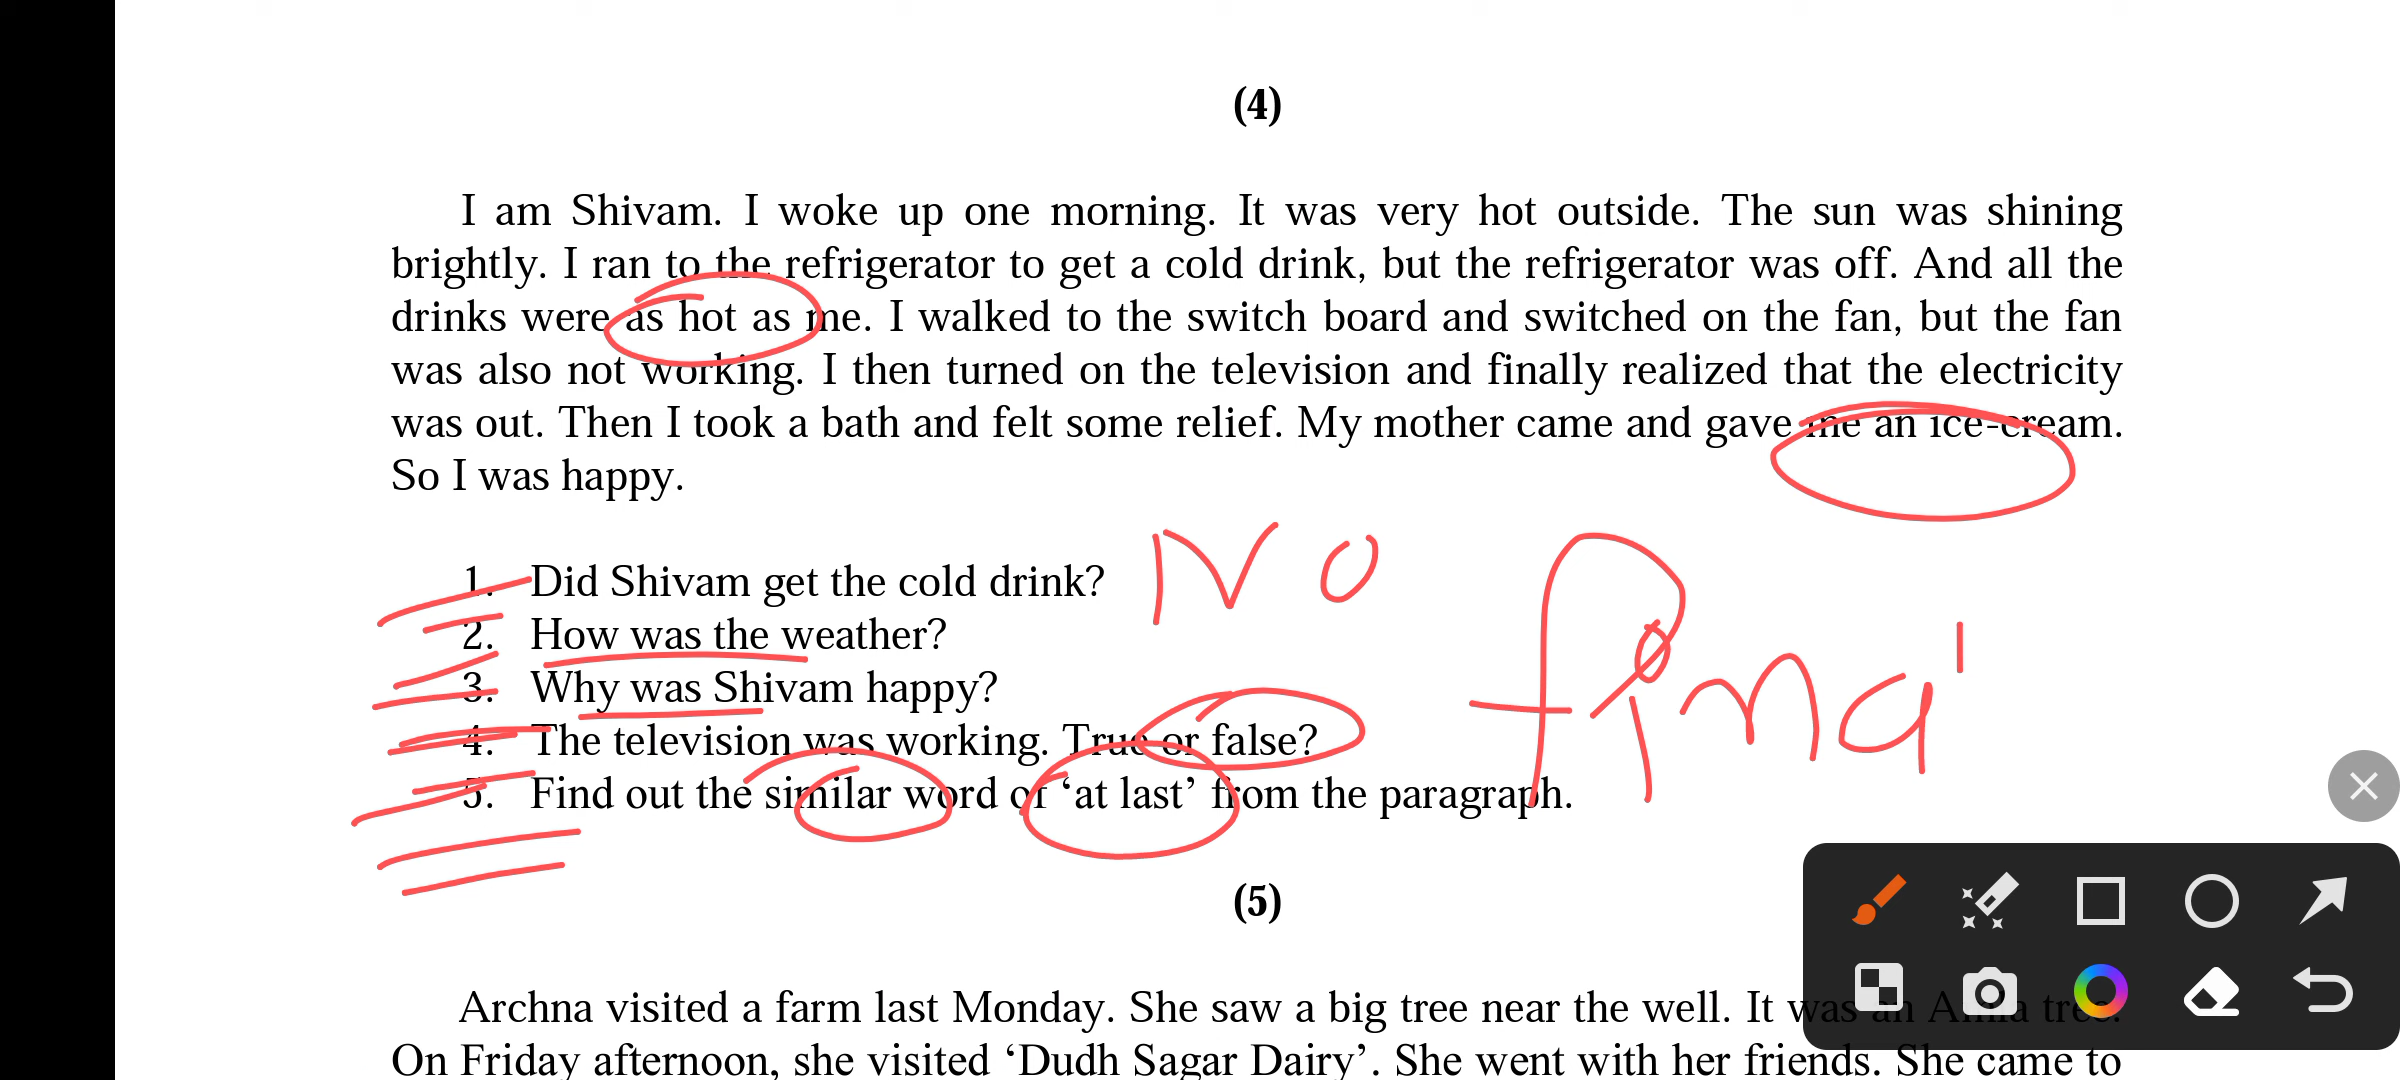 (4)
I am Shivam. I woke up one morning. It was very hot outside. The sun was shining
brightly. I ran to the refrigerator to get a cold drink, but the refrigerator was off. And all the
drinks were as hot as me. I walked to the switch board and switched on the fan, but the fan
was also not working. I then turned on the television and finally realized that the electricity
was out. Then I took a bath and felt some relief. My mother came and gave me an ice-cream.
So I was happy.
1. Did Shivam get the cold drink? No
2. How was the weather?
3. Why was Shivam happy?
4. The television was working. True or false?
5. Find out the similar word of ‘at last’ from the paragraph.
(5)
Archna visited a farm last Monday. She saw a big tree near the well. It was an tree.
On Friday afternoon, she visited ‘Dudh Sagar Dairy’. She went with her friends. She came to